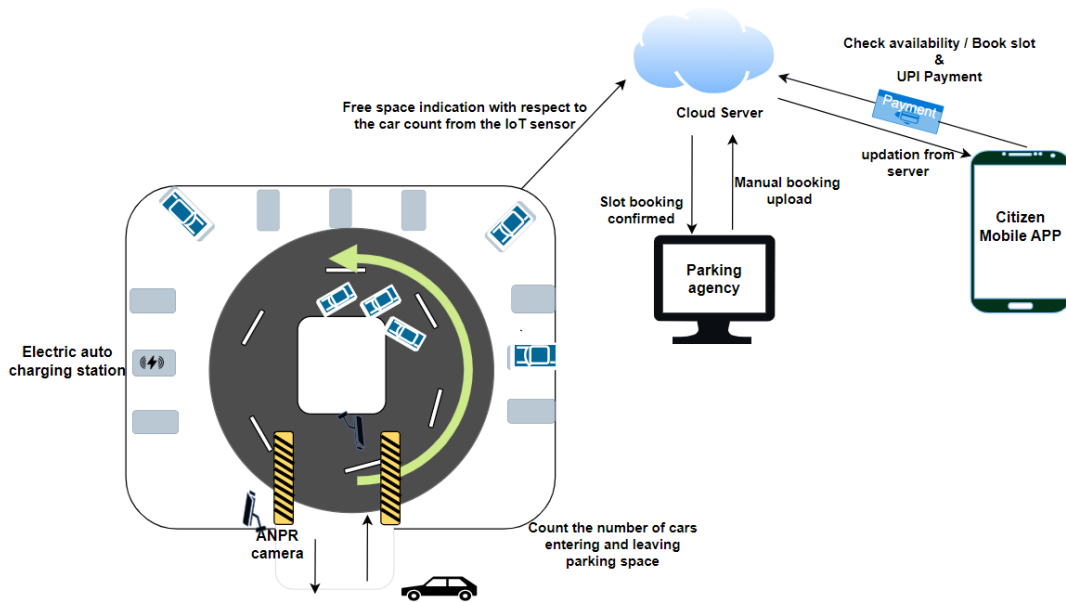 Check availability / Book slot
&
UPI Payment
Payment
Free space indication with respect to
the car count from the IoT sensor
Cloud Server
updation from
server
Slot booking
confirmed
Manual booking
upload
Citizen
Mobile APP
Parking
agency
Electric auto
charging station
ANPR
camera
Count the number of cars
entering and leaving
parking space